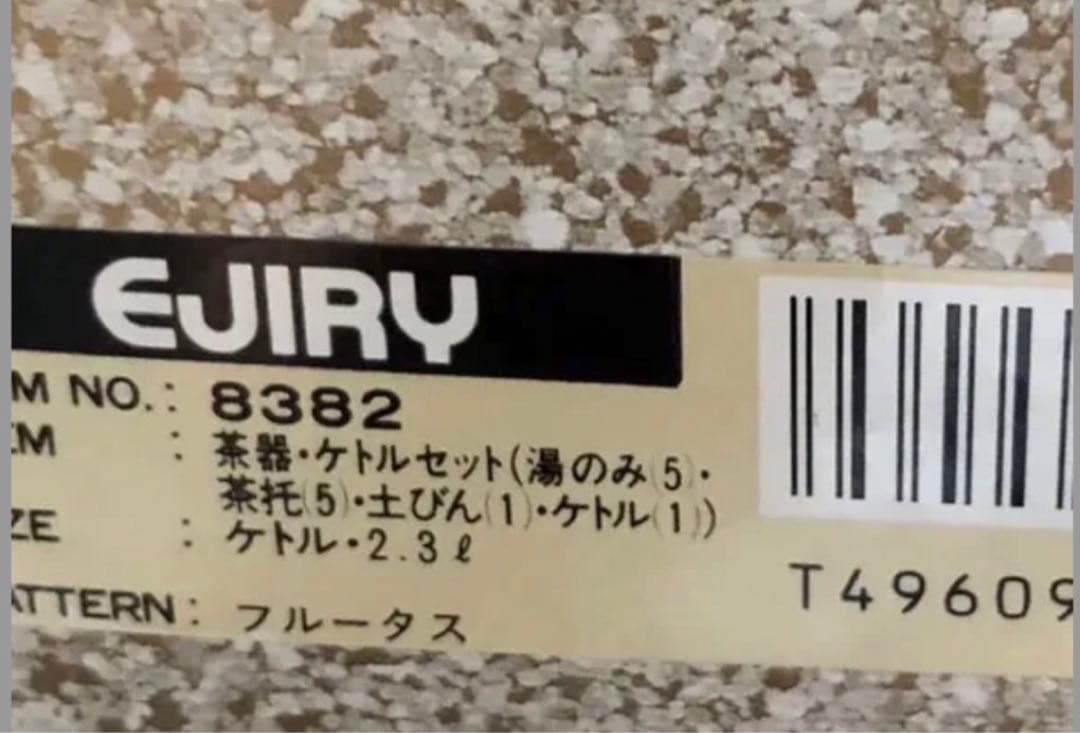 EJIRY
M NO.: 8382
EM : 茶器・ケトルセット(湯のみ(5)・
茶托(5)・土びん(1)・ケトル(1))
ZE : ケトル・2.3ℓ
ATTERN: フルータス
T49609